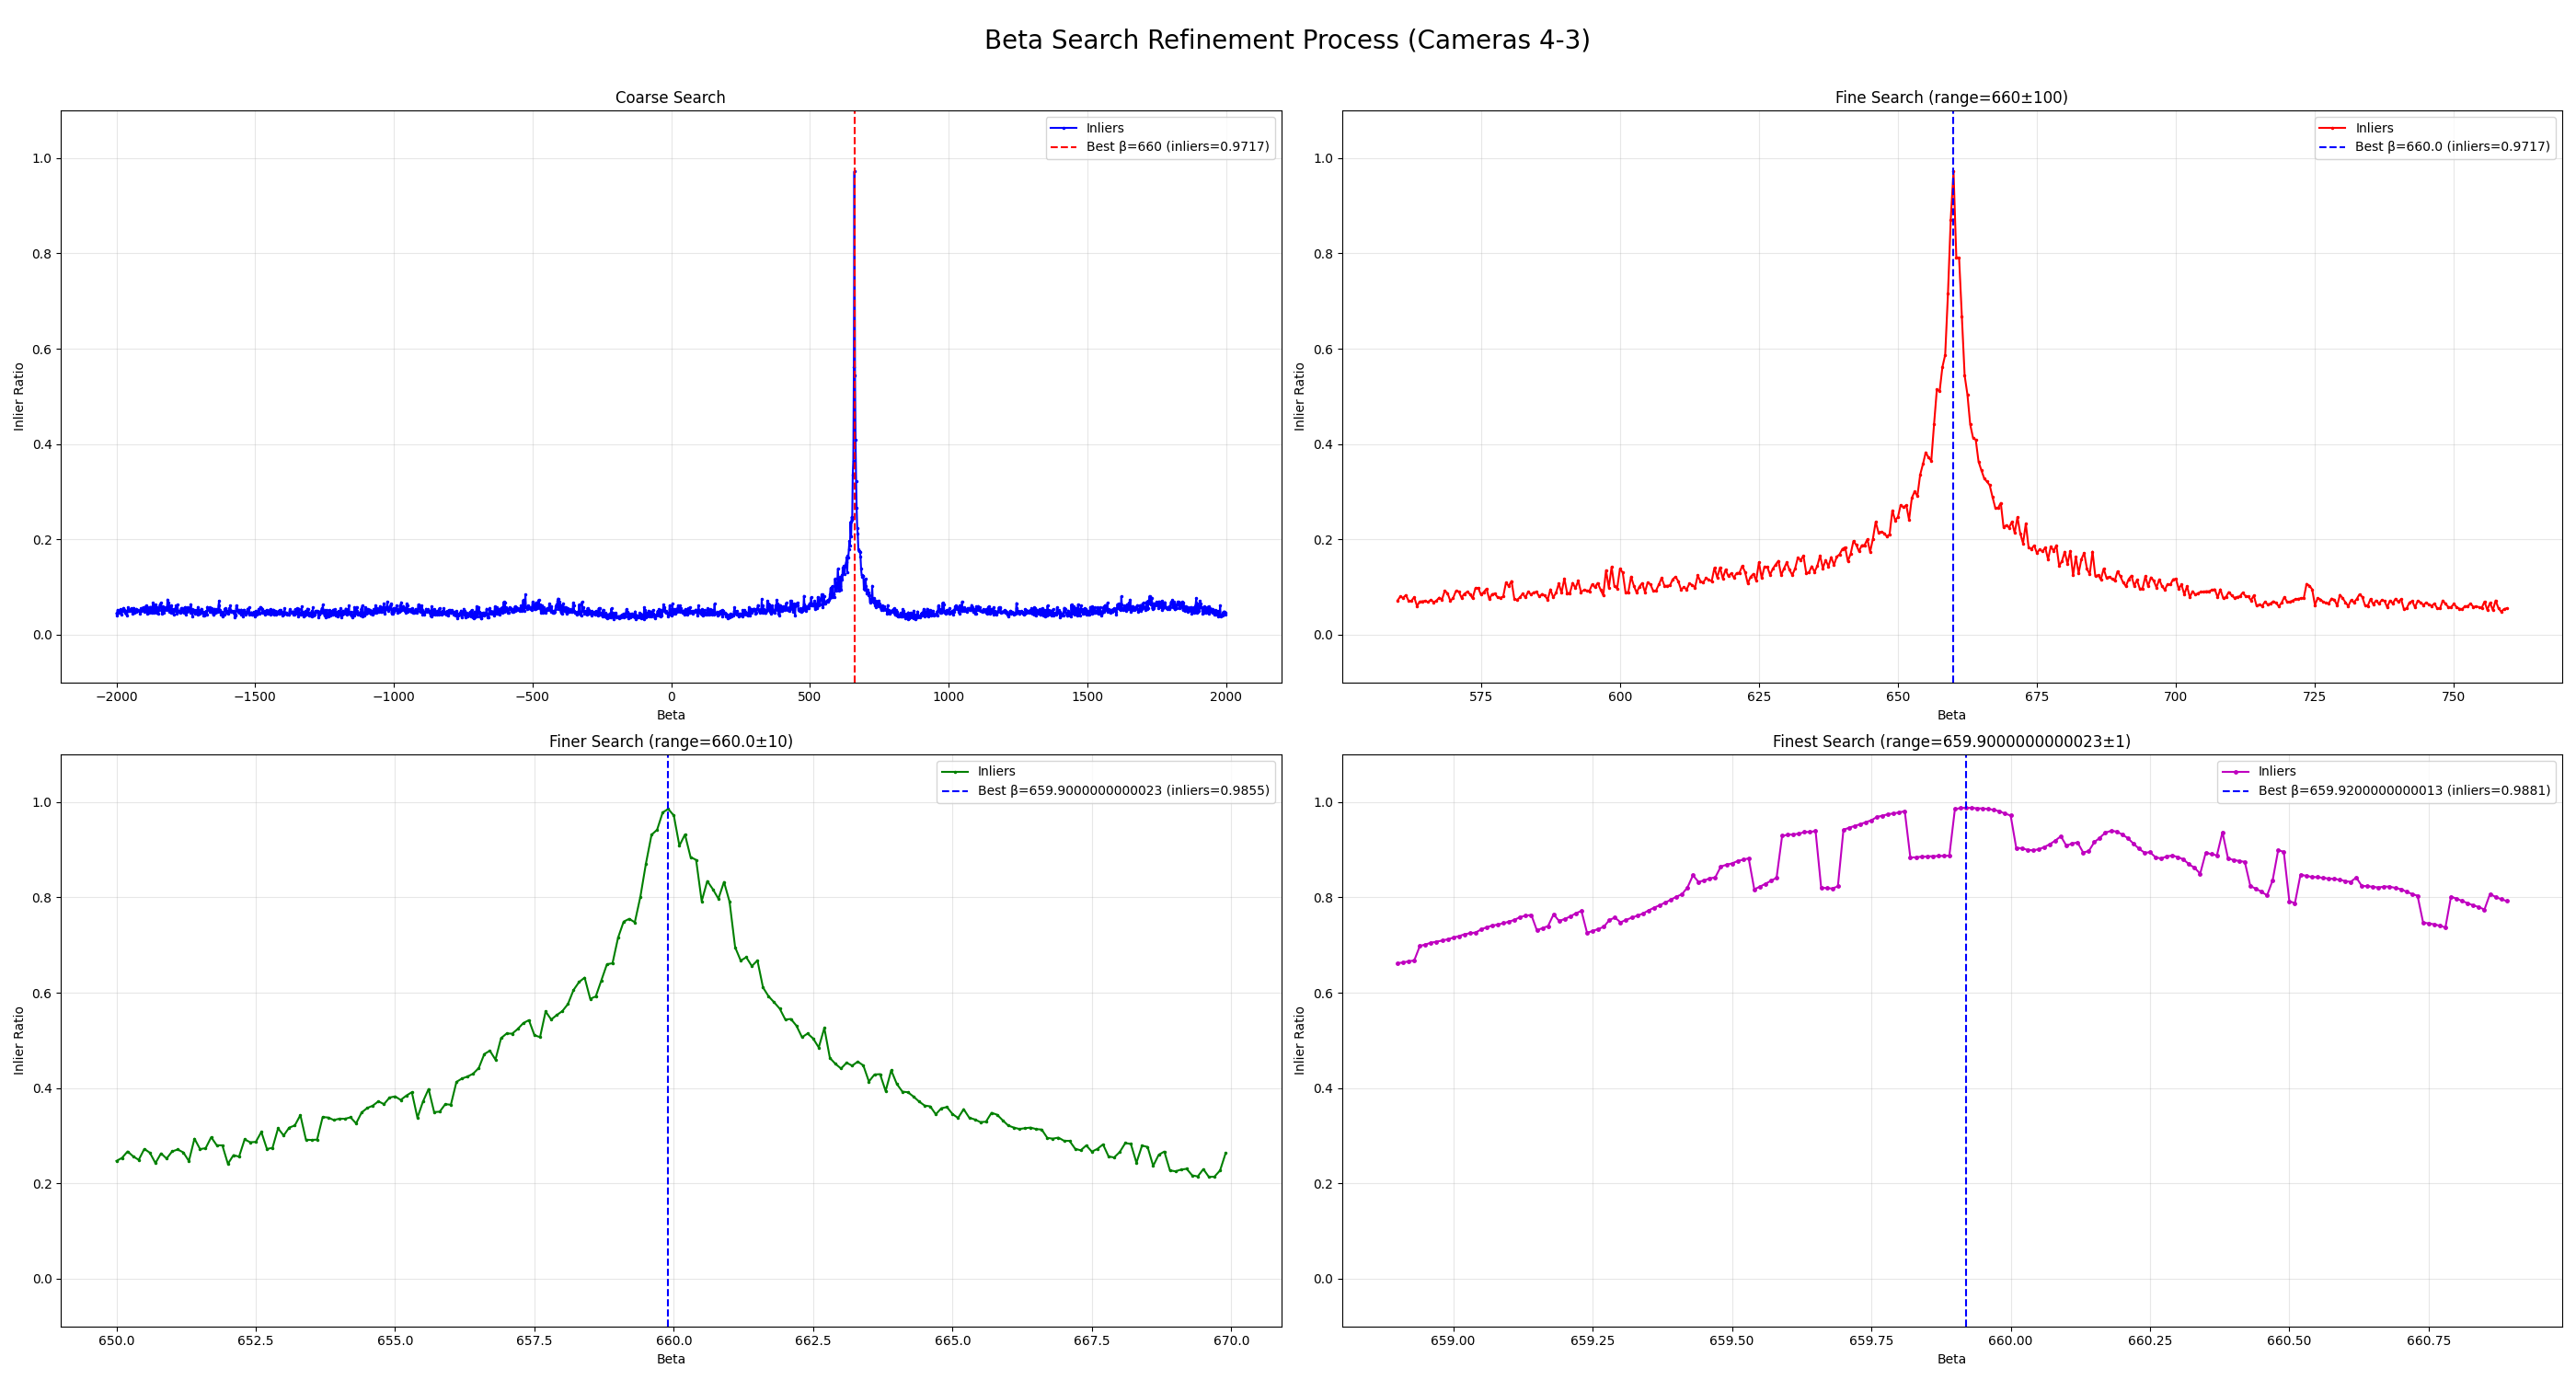 Beta Search Refinement Process (Cameras 4-3)
Coarse Search
Inliers
Best β=660 (inliers=0.9717)
1.0
0.8
0.6
0.4
0.2
0.0
Inlier Ratio
−2000 −1500 −1000 −500 0 500 1000 1500 2000
Beta
Fine Search (range=660±100)
Inliers
Best β=660.0 (inliers=0.9717)
1.0
0.8
0.6
0.4
0.2
0.0
Inlier Ratio
575 600 625 650 675 700 725 750
Beta
Finer Search (range=660.0±10)
Inliers
Best β=659.9000000000023 (inliers=0.9855)
1.0
0.8
0.6
0.4
0.2
0.0
Inlier Ratio
650.0 652.5 655.0 657.5 660.0 662.5 665.0 667.5 670.0
Beta
Finest Search (range=659.9000000000023±1)
Inliers
Best β=659.9200000000013 (inliers=0.9881)
1.0
0.8
0.6
0.4
0.2
0.0
Inlier Ratio
659.00 659.25 659.50 659.75 660.00 660.25 660.50 660.75
Beta